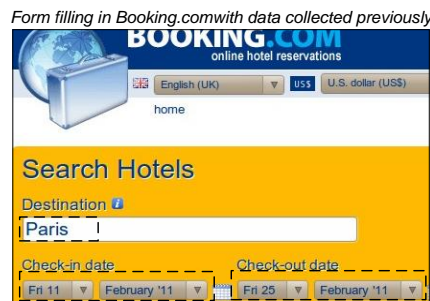 Form filling in Booking.comwith data collected previously
BOOKING.COM
online hotel reservations
English (UK) US$ U.S. dollar (US$)
home
Search Hotels
Destination i
Paris
Check-in date Check-out date
Fri 11 February '11 Fri 25 February '11